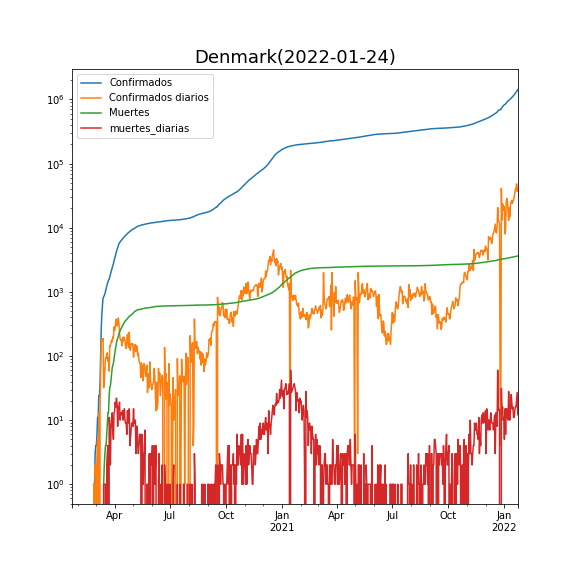 Denmark(2022-01-24)
Confirmados
Confirmados diarios
Muertes
muertes_diarias
10⁶
10⁵
10⁴
10³
10²
10¹
10⁰
Apr Jul Oct Jan Apr Jul Oct Jan
2021 2022